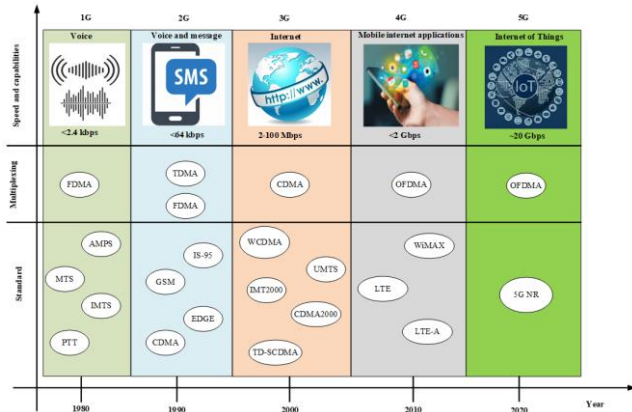 1G 2G 3G 4G 5G
Speed and capabilities
Voice
Voice and message
Internet
Mobile internet applications
Internet of Things
SMS
http://www.
IoT
<2.4 kbps
<64 kbps
2-100 Mbps
<2 Gbps
~20 Gbps
Multiplexing
FDMA
TDMA
FDMA
CDMA
OFDMA
OFDMA
Standard
AMPS
MTS
IMTS
PTT
IS-95
GSM
EDGE
CDMA
WCDMA
UMTS
IMT2000
CDMA2000
TD-SCDMA
WiMAX
LTE
LTE-A
5G NR
1980 1990 2000 2010 2020 Year